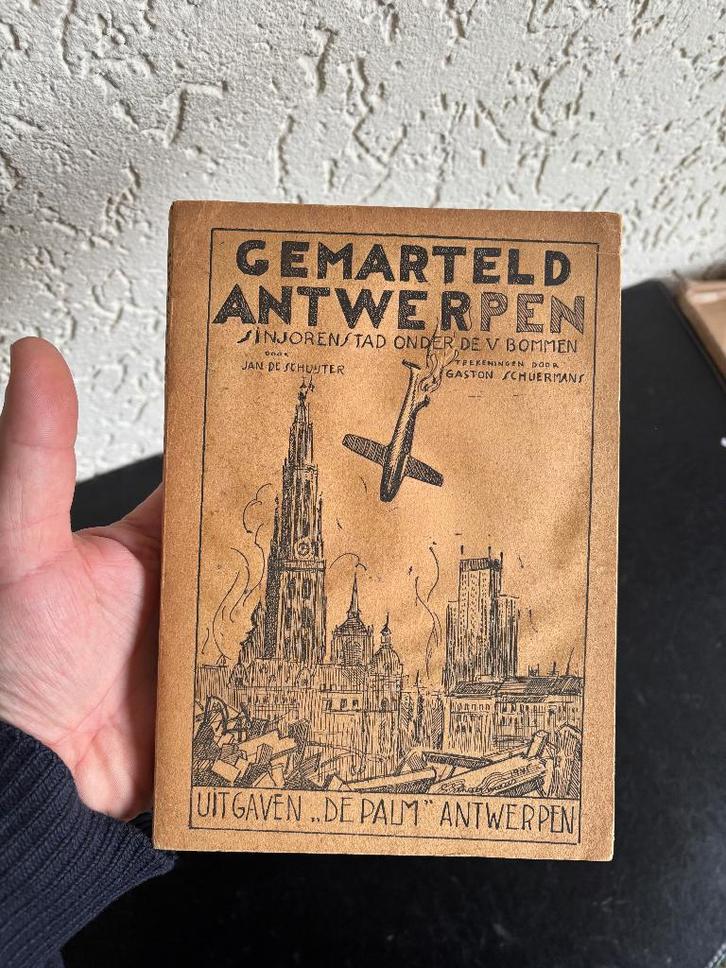 GEMARTELD
ANTWERPEN
SINJORENSTAD ONDER DE V BOMMEN
DOOR
JAN DE SCHUYTER
TEEKENINGEN DOOR
GASTON SCHUERMANS
UITGAVEN „DE PALM" ANTWERPEN